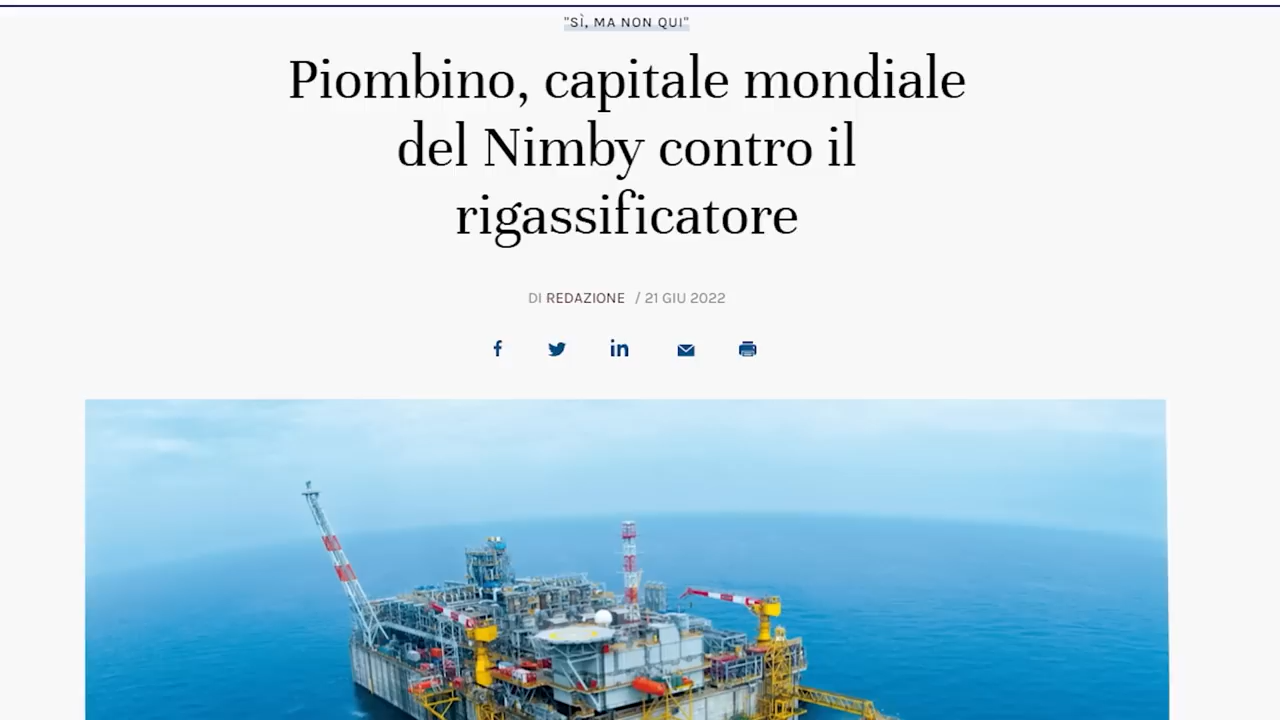 "SÌ, MA NON QUI"
Piombino, capitale mondiale
del Nimby contro il
rigassificatore
DI REDAZIONE / 21 GIU 2022